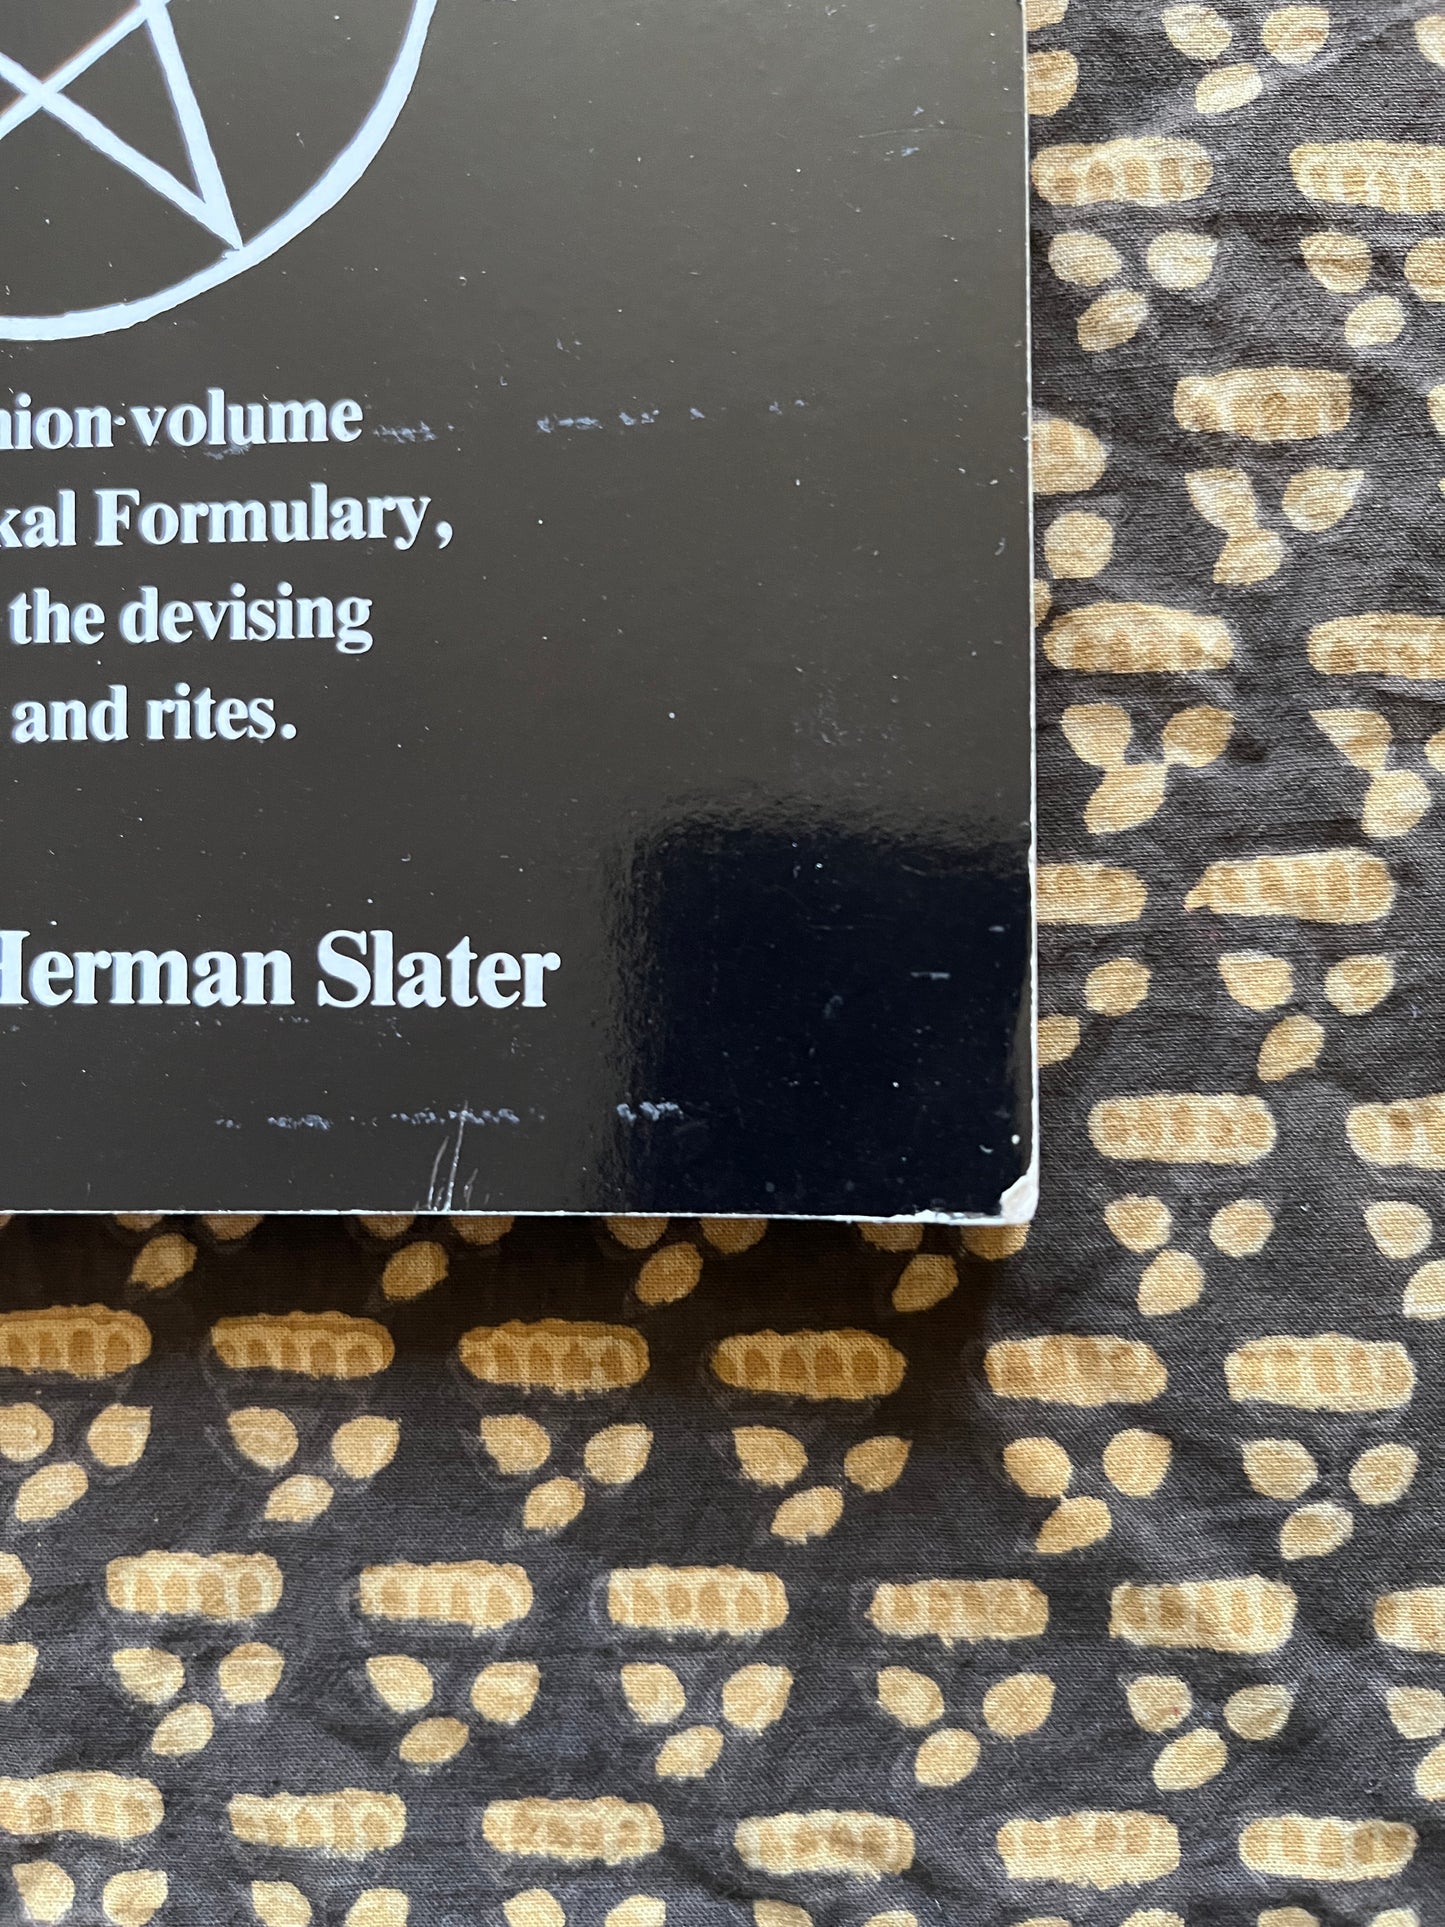 nion volume
kal Formulary,
the devising
and rites.
Herman Slater